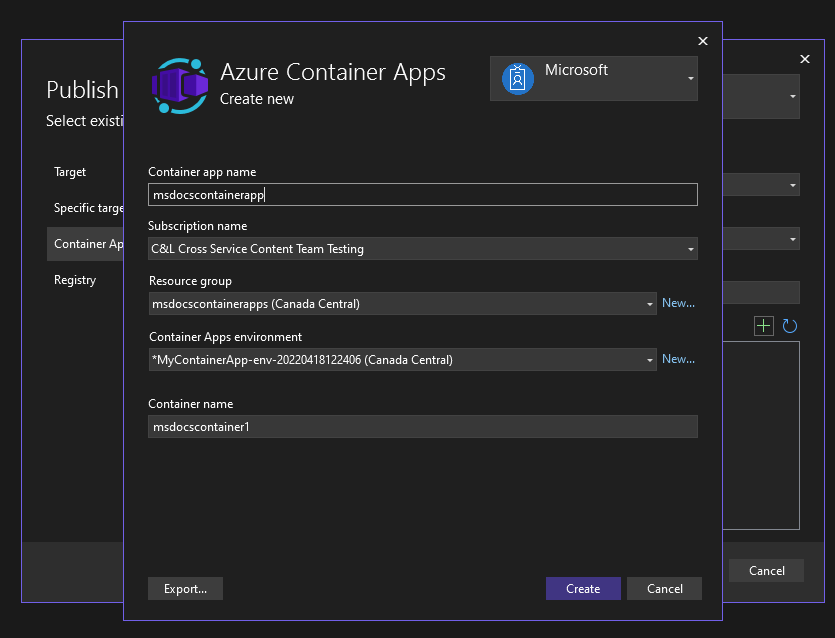 Publish
Select existi
Target
Specific targe
Container Ap
Registry
Azure Container Apps
Create new
Microsoft
Container app name
msdocscontainerapp
Subscription name
C&L Cross Service Content Team Testing
Resource group
msdocscontainerapps (Canada Central)
New...
Container Apps environment
*MyContainerApp-env-20220418122406 (Canada Central)
New...
Container name
msdocscontainer1
Export...
Create
Cancel
Cancel